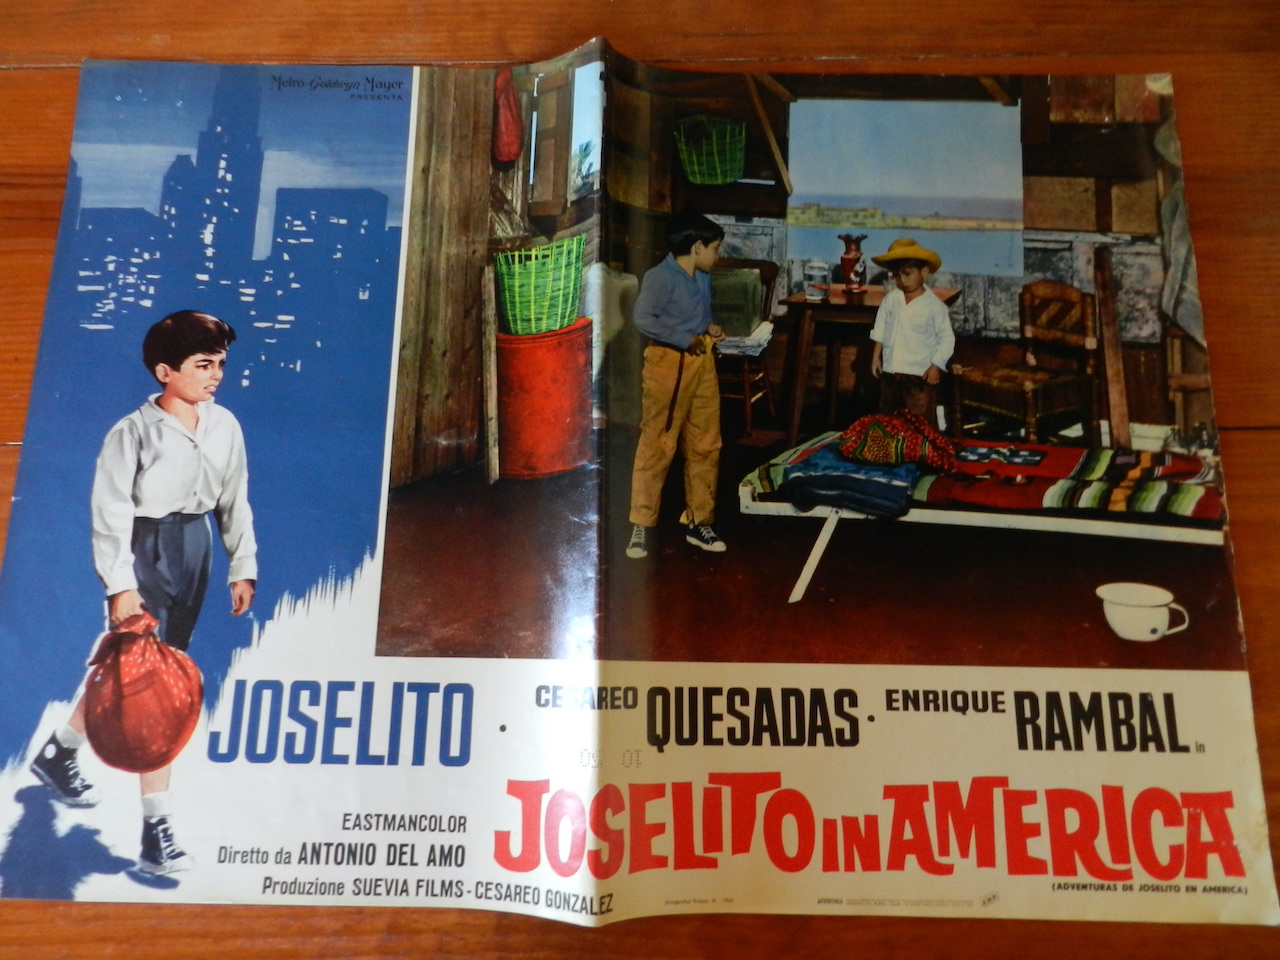 Metro-Goldwyn-Mayer
PRESENTA
JOSELITO · CESAREO QUESADAS · ENRIQUE RAMBAL in
JOSELITO IN AMERICA
(ADVENTURAS DE JOSELITO EN AMERICA)
EASTMANCOLOR
Diretto da ANTONIO DEL AMO
Produzione SUEVIA FILMS - CESAREO GONZALEZ